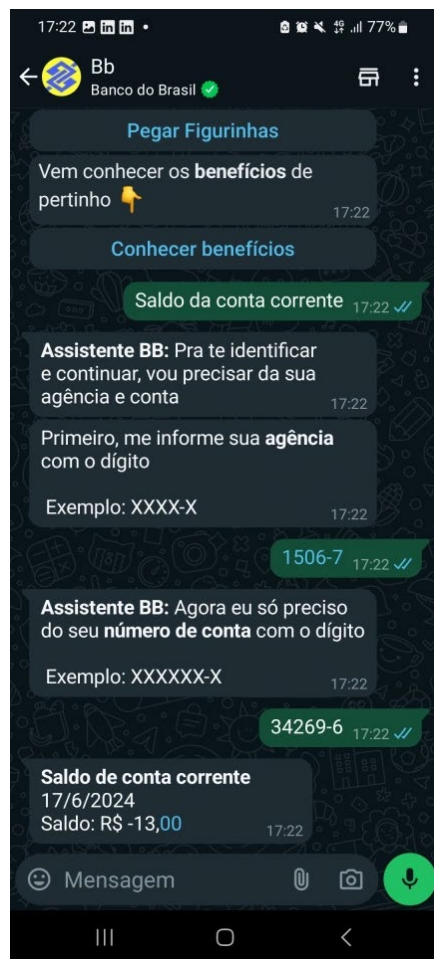 17:22 in in • 4G 77%
Bb
Banco do Brasil
Pegar Figurinhas
Vem conhecer os benefícios de
pertinho 👇
17:22
Conhecer benefícios
Saldo da conta corrente 17:22
Assistente BB: Pra te identificar
e continuar, vou precisar da sua
agência e conta
17:22
Primeiro, me informe sua agência
com o dígito
Exemplo: XXXX-X
17:22
1506-7 17:22
Assistente BB: Agora eu só preciso
do seu número de conta com o dígito
Exemplo: XXXXXX-X
17:22
34269-6 17:22
Saldo de conta corrente
17/6/2024
Saldo: R$ -13,00
17:22
Mensagem